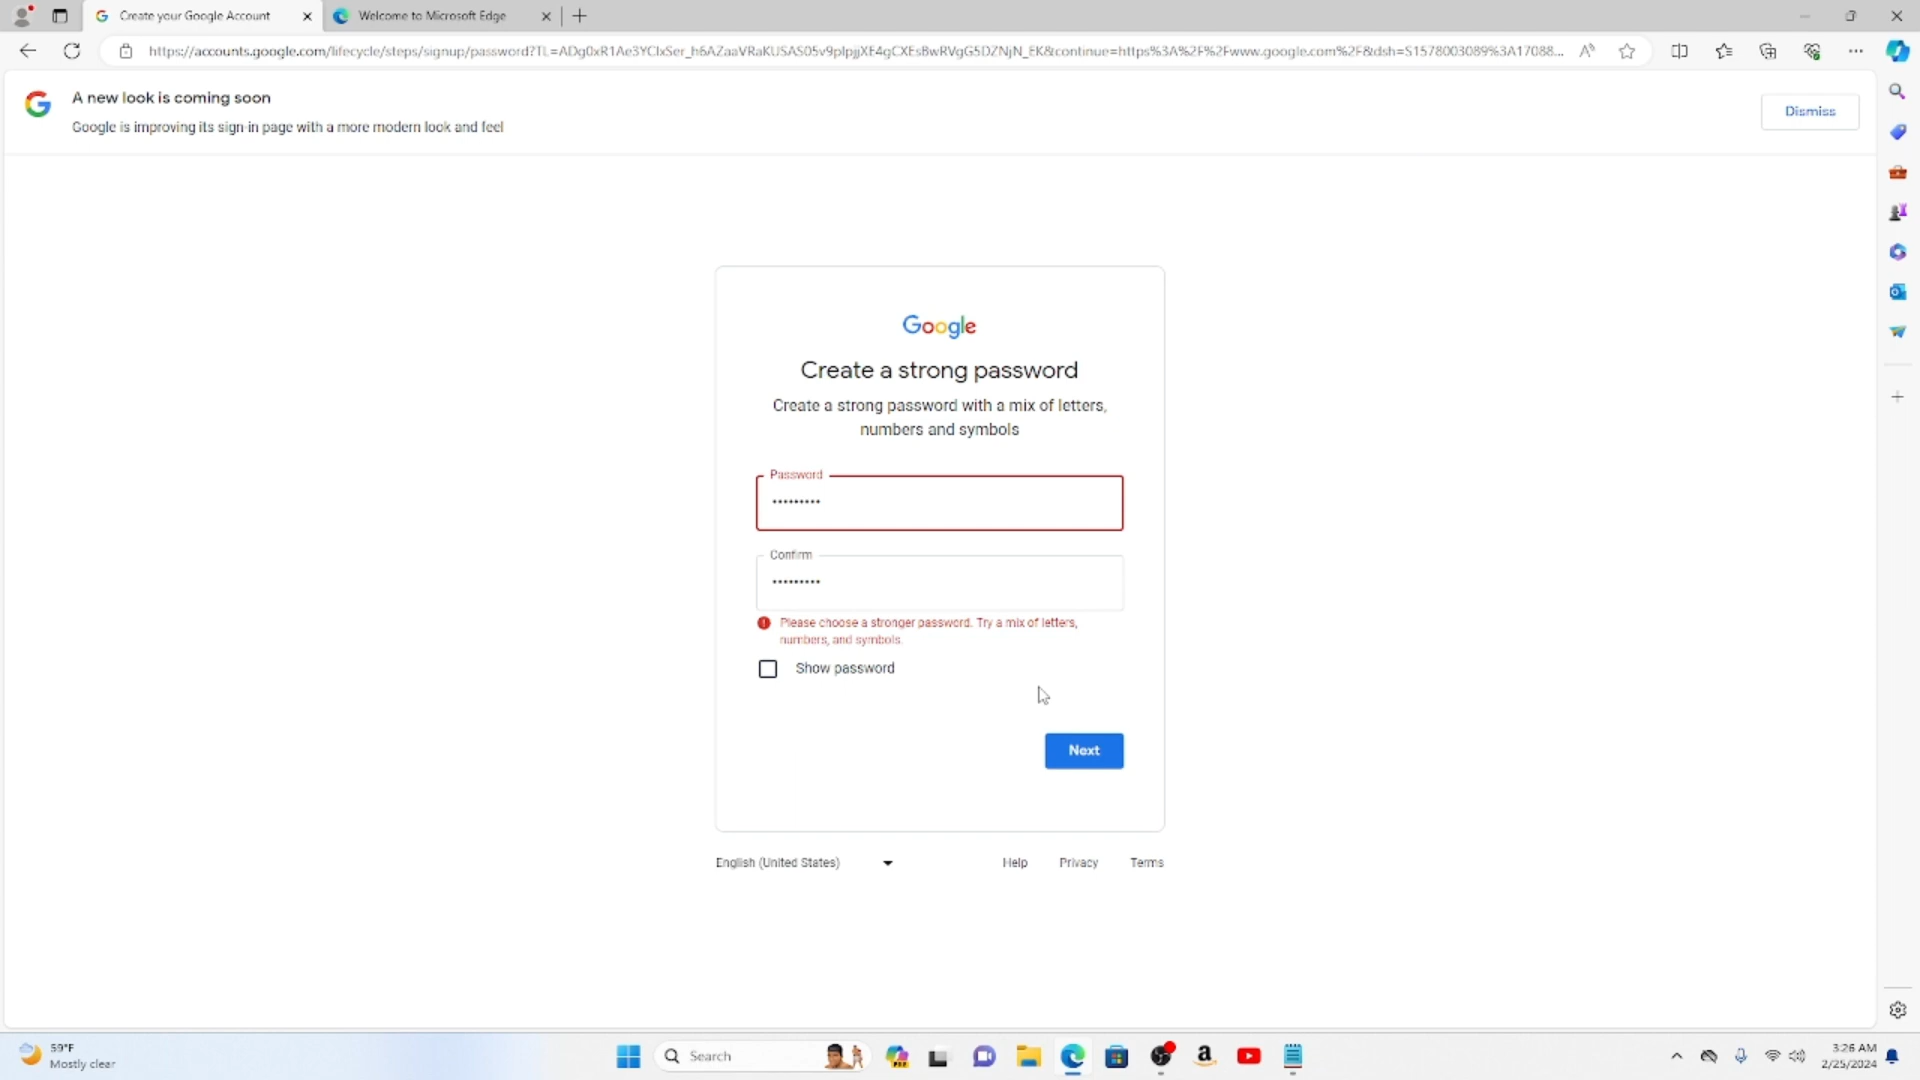 Create your Google Account
Welcome to Microsoft Edge
A new look is coming soon
Google is improving its sign-in page with a more modern look and feel
Dismiss
Google
Create a strong password
Create a strong password with a mix of letters,
numbers and symbols
Password
•••••••••
Confirm
•••••••••
Please choose a stronger password. Try a mix of letters,
numbers, and symbols.
Show password
Next
English (United States)
Help
Privacy
Terms
59°F
Mostly clear
Search
3:26 AM
2/25/2024